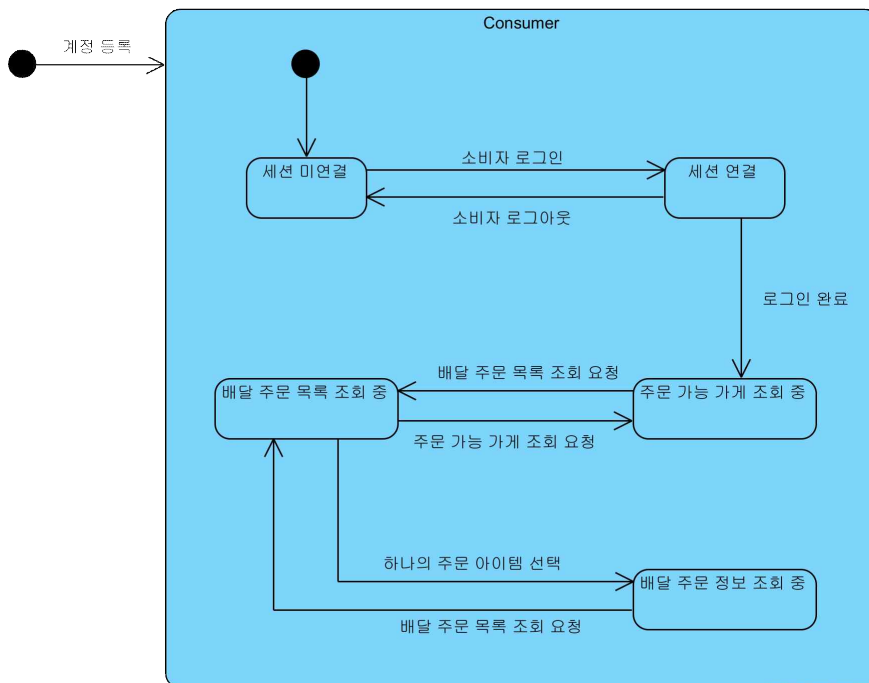 Consumer
계정 등록
세션 미연결
소비자 로그인
세션 연결
소비자 로그아웃
로그인 완료
배달 주문 목록 조회 중
배달 주문 목록 조회 요청
주문 가능 가게 조회 중
주문 가능 가게 조회 요청
하나의 주문 아이템 선택
배달 주문 정보 조회 중
배달 주문 목록 조회 요청